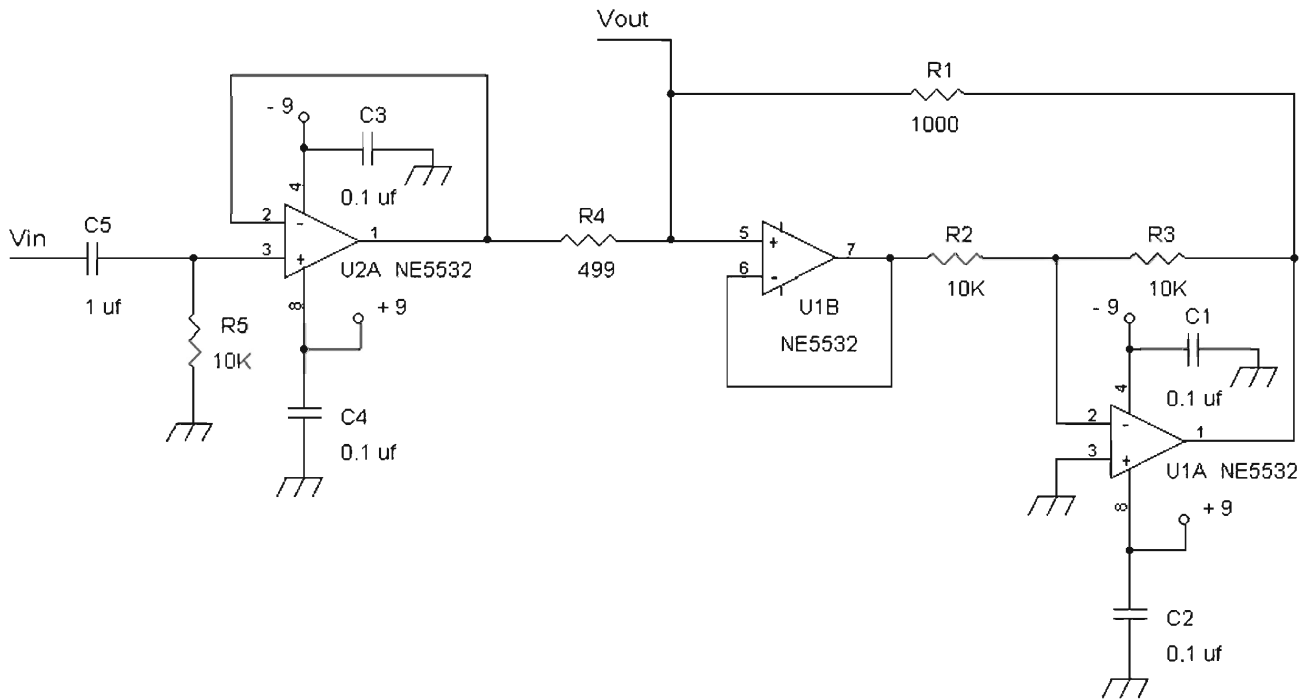 Vout
R1
1000
- 9
C3
0.1 uf
4
2
-
3
+
1
8
U2A NE5532
+ 9
Vin
C5
1 uf
R5
10K
C4
0.1 uf
R4
499
5
+
6
-
7
U1B
NE5532
R2
10K
R3
10K
- 9
C1
0.1 uf
4
2
-
3
+
1
8
U1A NE5532
+ 9
C2
0.1 uf